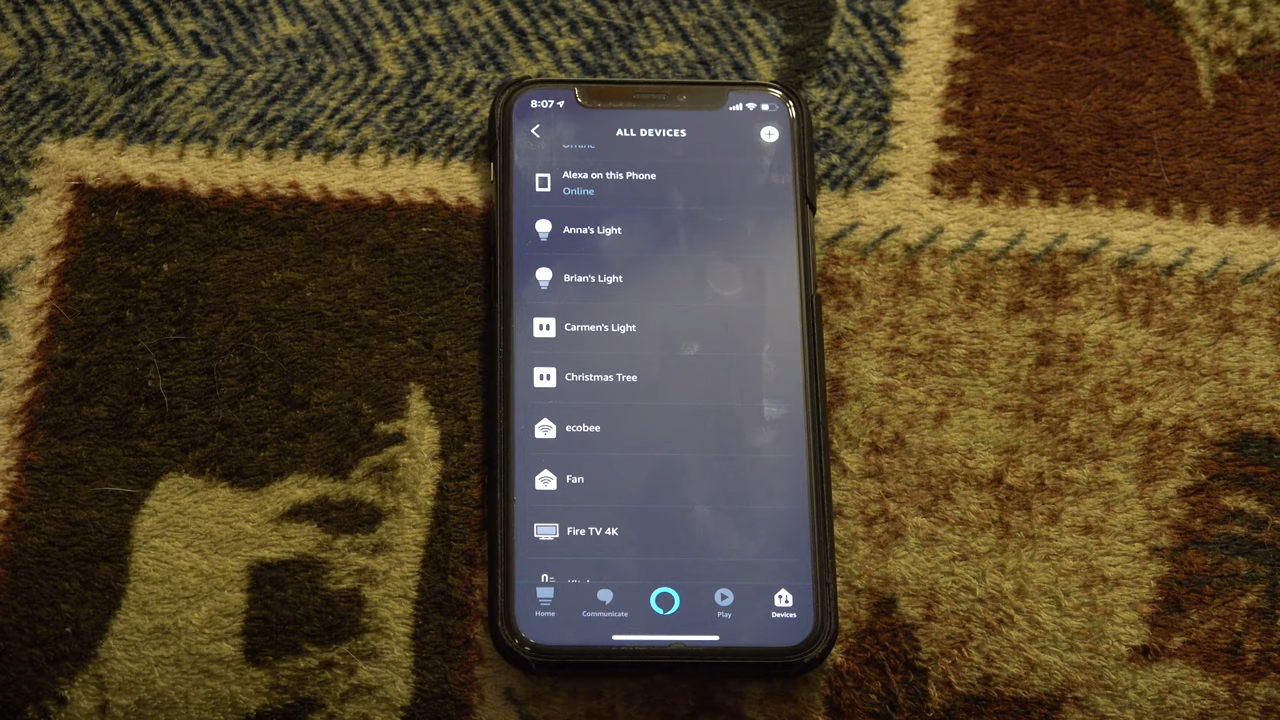 8:07
ALL DEVICES
Offline
Alexa on this Phone
Online
Anna's Light
Brian's Light
Carmen's Light
Christmas Tree
ecobee
Fan
Fire TV 4K
Home
Communicate
Play
Devices